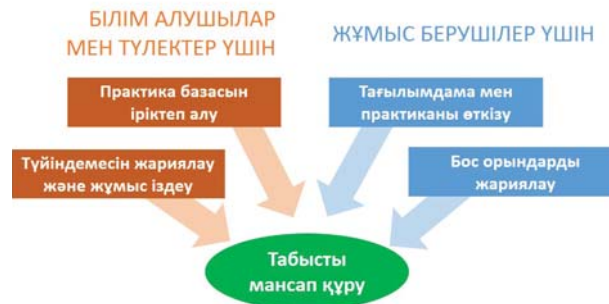 БІЛІМ АЛУШЫЛАР
МЕН ТҮЛЕКТЕР ҮШІН
ЖҰМЫС БЕРУШІЛЕР ҮШІН
Практика базасын
іріктеп алу
Тағылымдама мен
практиканы өткізу
Түйіндемесін жариялау
және жұмыс іздеу
Бос орындарды
жариялау
Табысты
мансап құру